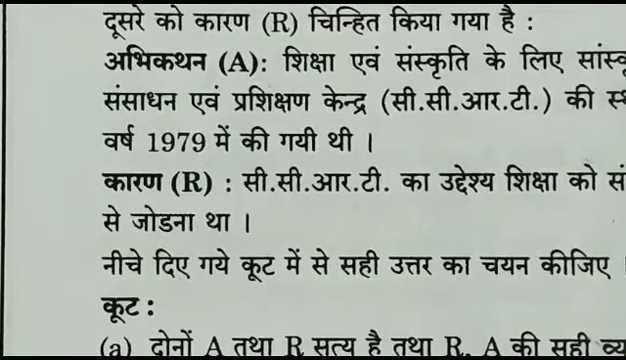 दूसरे को कारण (R) चिन्हित किया गया है :
अभिकथन (A): शिक्षा एवं संस्कृति के लिए
संसाधन एवं प्रशिक्षण केन्द्र (सी.सी.आर.टी.) की
वर्ष 1979 में की गयी थी ।
कारण (R) : सी.सी.आर.टी. का उद्देश्य शिक्षा को
से जोडना था ।
नीचे दिए गये कूट में से सही उत्तर का चयन कीजिए
कूट :
(a) दोनों A तथा R सत्य है तथा R, A की सही